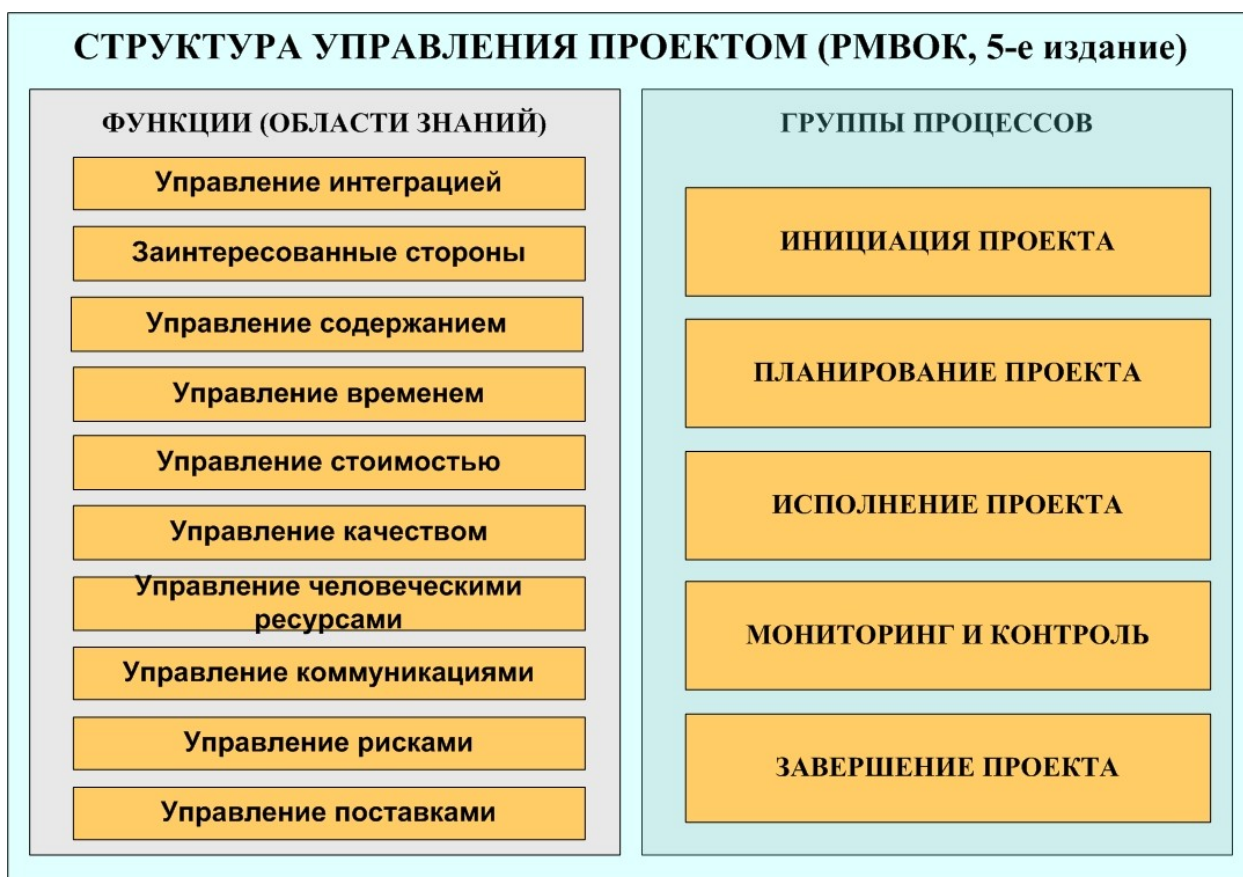 СТРУКТУРА УПРАВЛЕНИЯ ПРОЕКТОМ (PMBOK, 5-е издание)
ФУНКЦИИ (ОБЛАСТИ ЗНАНИЙ)
Управление интеграцией
Заинтересованные стороны
Управление содержанием
Управление временем
Управление стоимостью
Управление качеством
Управление человеческими
ресурсами
Управление коммуникациями
Управление рисками
Управление поставками
ГРУППЫ ПРОЦЕССОВ
ИНИЦИАЦИЯ ПРОЕКТА
ПЛАНИРОВАНИЕ ПРОЕКТА
ИСПОЛНЕНИЕ ПРОЕКТА
МОНИТОРИНГ И КОНТРОЛЬ
ЗАВЕРШЕНИЕ ПРОЕКТА